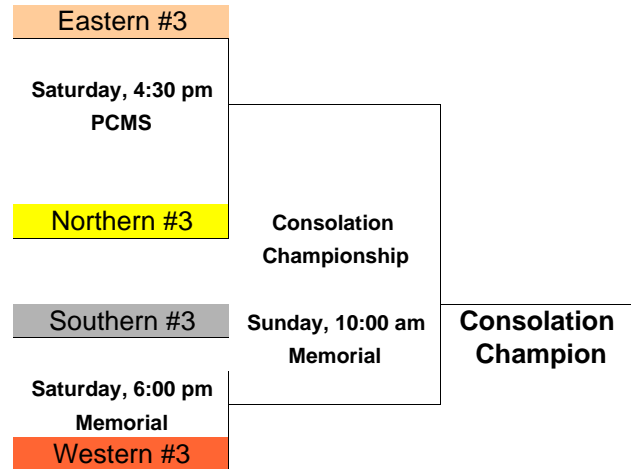 Eastern #3
Saturday, 4:30 pm
PCMS
Northern #3
Consolation
Championship
Southern #3
Sunday, 10:00 am
Memorial
Consolation
Champion
Saturday, 6:00 pm
Memorial
Western #3